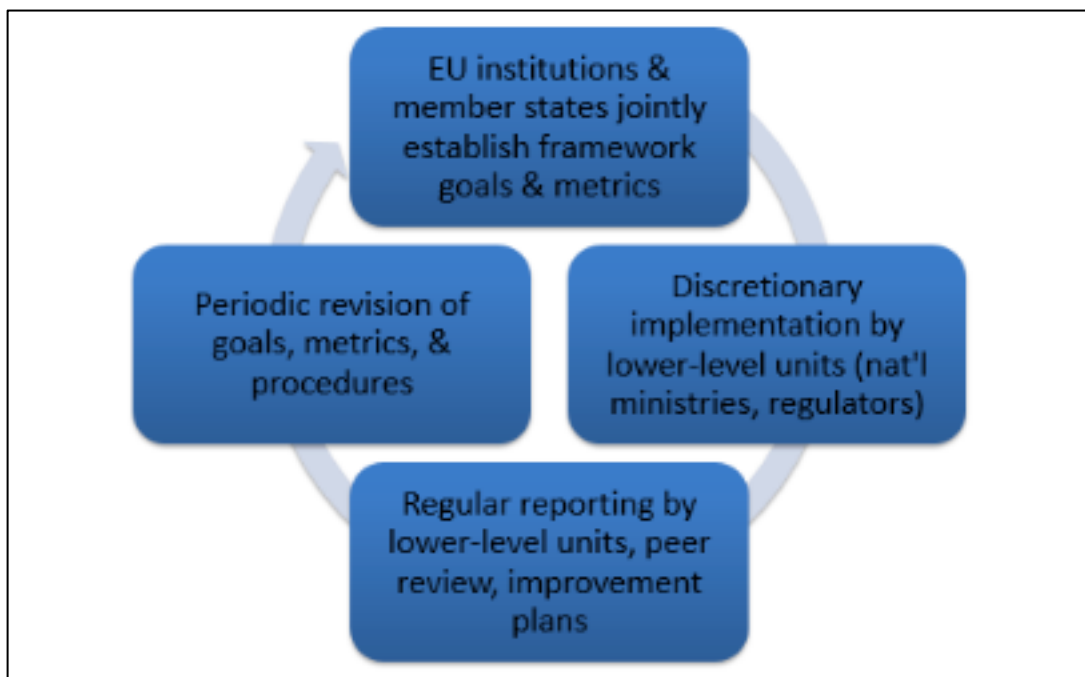 EU institutions &
member states jointly
establish framework
goals & metrics
Discretionary
implementation by
lower-level units (nat'l
ministries, regulators)
Regular reporting by
lower-level units, peer
review, improvement
plans
Periodic revision of
goals, metrics, &
procedures